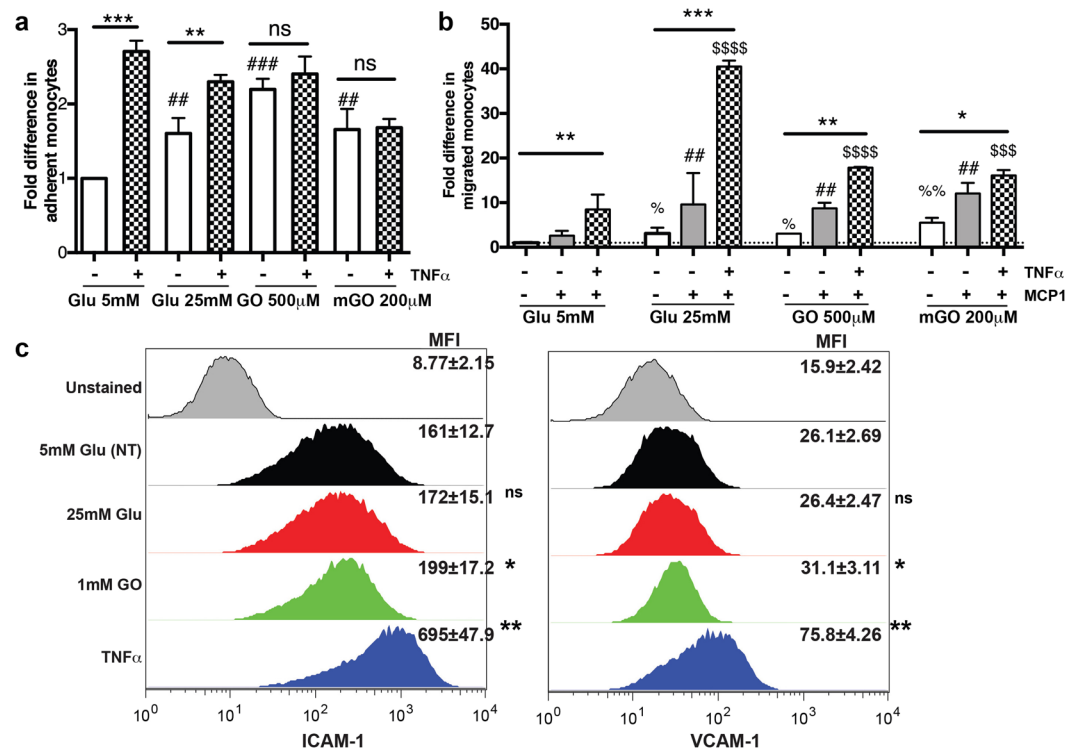 a
Fold difference in
adherent monocytes
3
2
1
0
***
**
ns
ns
##
###
##
- + - + - + - + TNFα
Glu 5mM Glu 25mM GO 500μM mGO 200μM
b
Fold difference in
migrated monocytes
50
40
30
20
10
0
***
$$$$
**
**
*
##
$$$$
$$$
##
##
%
%
%%
- - + - - + - - + - - + TNFα
- + + - + + - + + - + + MCP1
Glu 5mM Glu 25mM GO 500μM mGO 200μM
c
MFI MFI
Unstained 8.77±2.15 15.9±2.42
5mM Glu (NT) 161±12.7 26.1±2.69
25mM Glu 172±15.1 ns 26.4±2.47 ns
1mM GO 199±17.2 * 31.1±3.11 *
TNFα 695±47.9 ** 75.8±4.26 **
10⁰ 10¹ 10² 10³ 10⁴ 10⁰ 10¹ 10² 10³ 10⁴
ICAM-1 VCAM-1